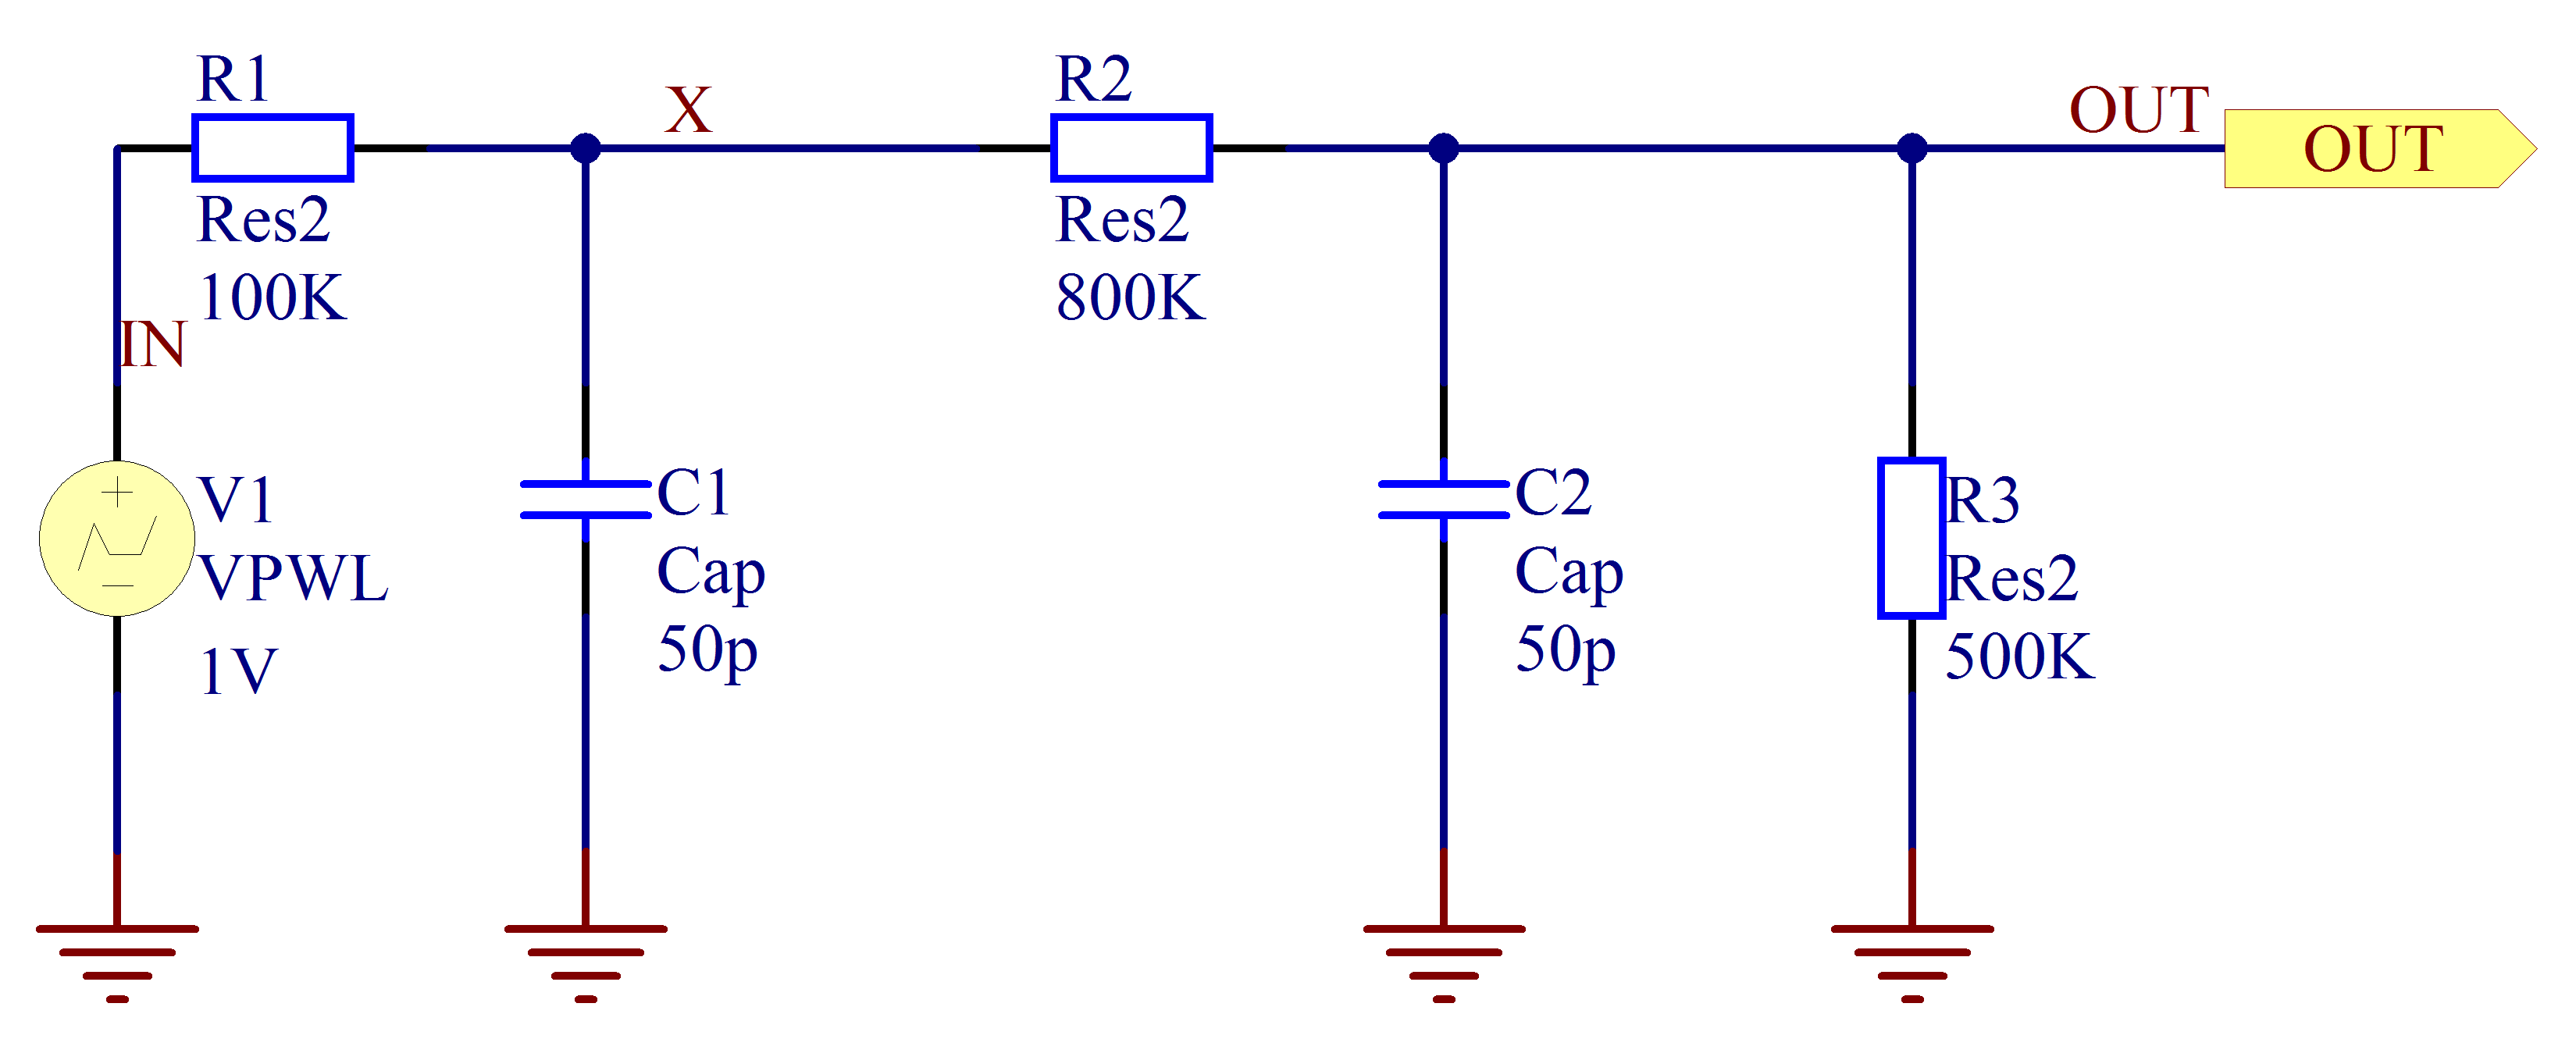 R1
Res2
100K
X
R2
Res2
800K
OUT
OUT
IN
V1
VPWL
1V
C1
Cap
50p
C2
Cap
50p
R3
Res2
500K